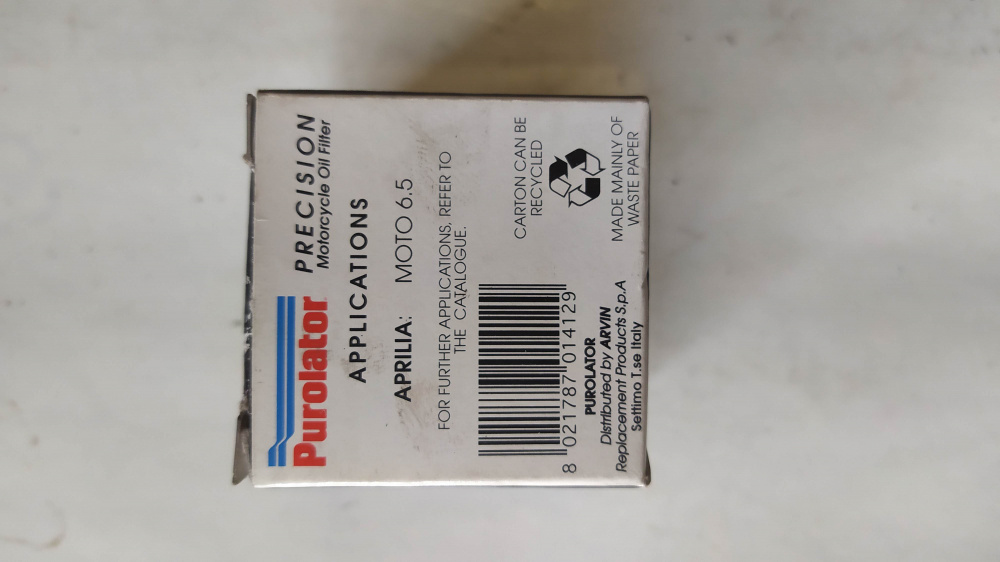 Purolator PRECISION
Motorcycle Oil Filter
APPLICATIONS
APRILIA: MOTO 6.5
FOR FURTHER APPLICATIONS. REFER TO
THE CATALOGUE.
8 021787 014129
PUROLATOR
Distributed by ARVIN
Replacement Products S.p.A
Settimo T.se Italy
CARTON CAN BE
RECYCLED
MADE MAINLY OF
WASTE PAPER